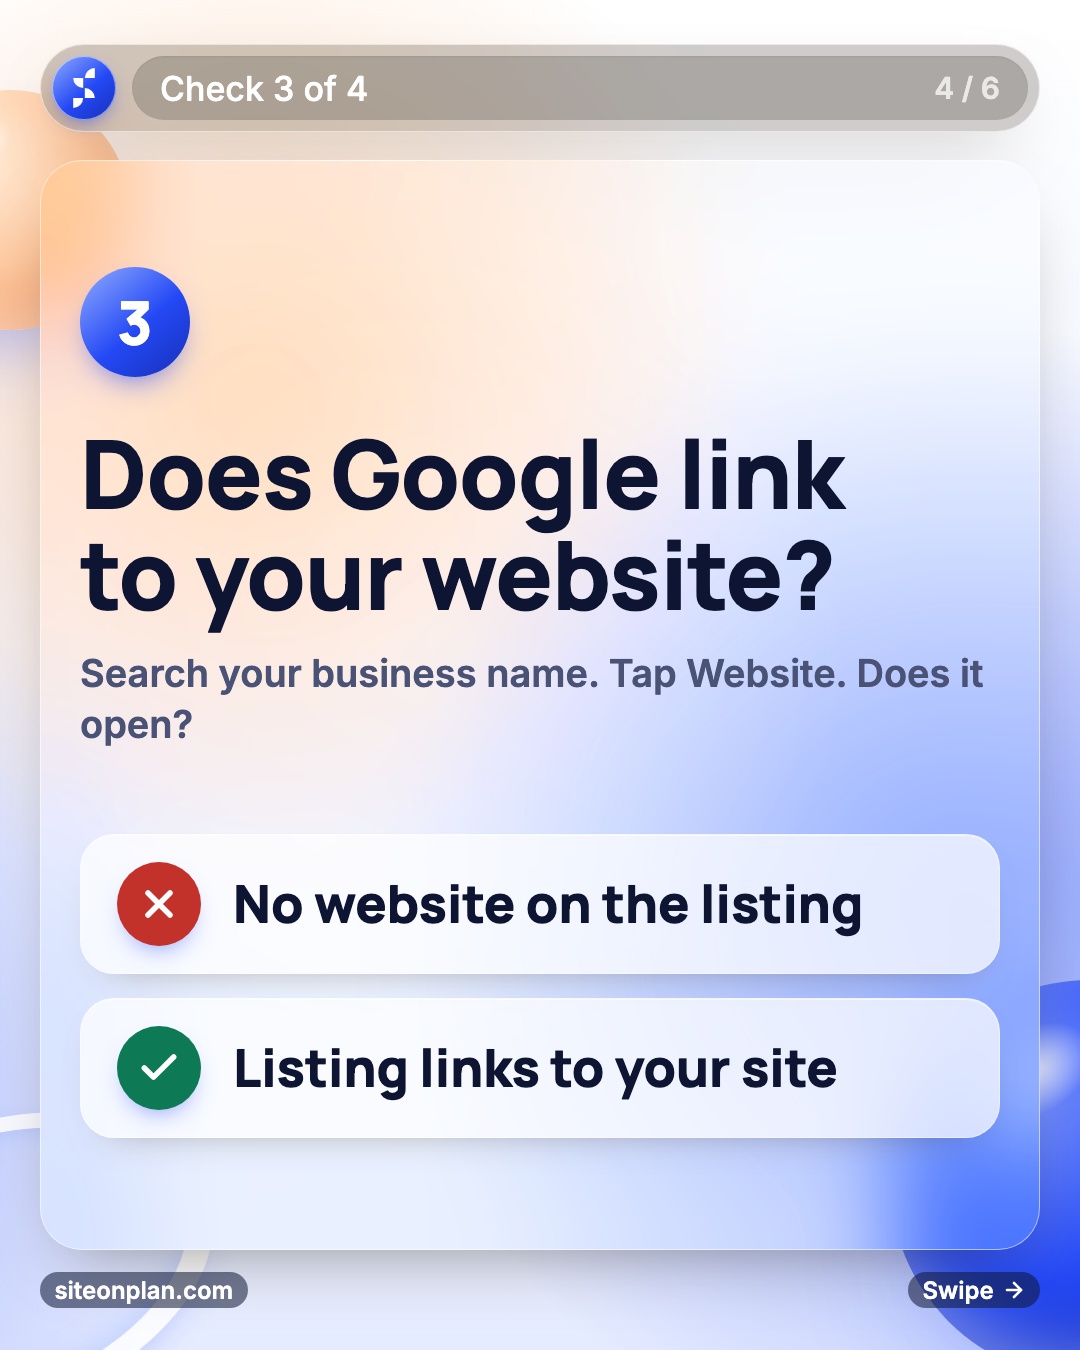 Check 3 of 4
4 / 6
3
Does Google link
to your website?
Search your business name. Tap Website. Does it
open?
No website on the listing
Listing links to your site
siteonplan.com
Swipe →